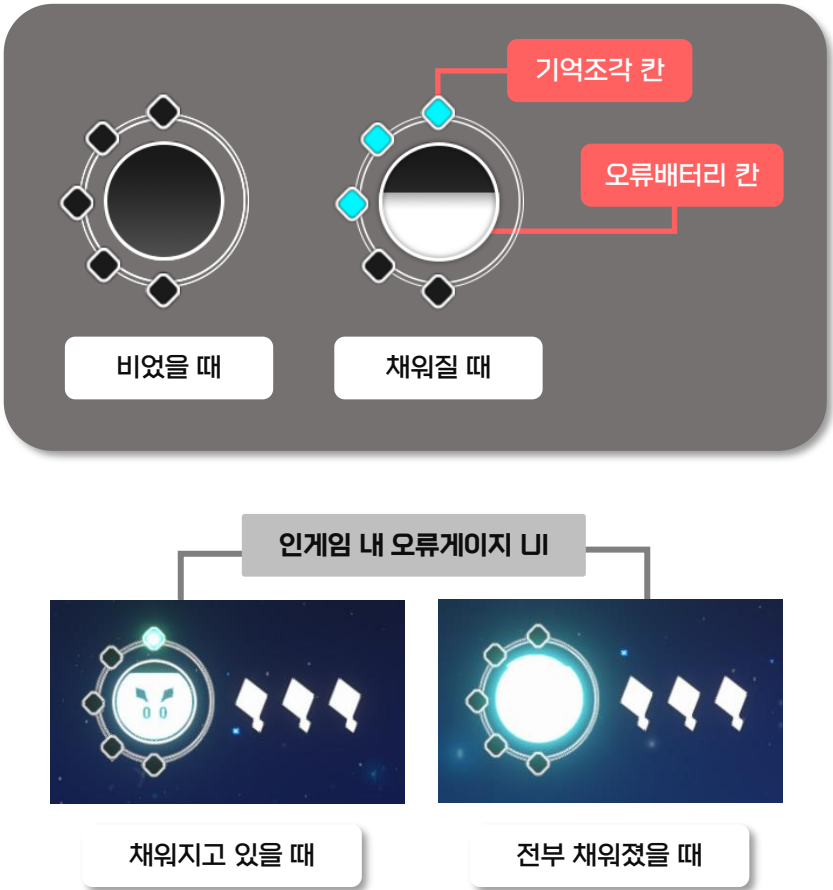 기억조각 칸
오류배터리 칸
비었을 때
채워질 때
인게임 내 오류게이지 UI
0 0
채워지고 있을 때
전부 채워졌을 때